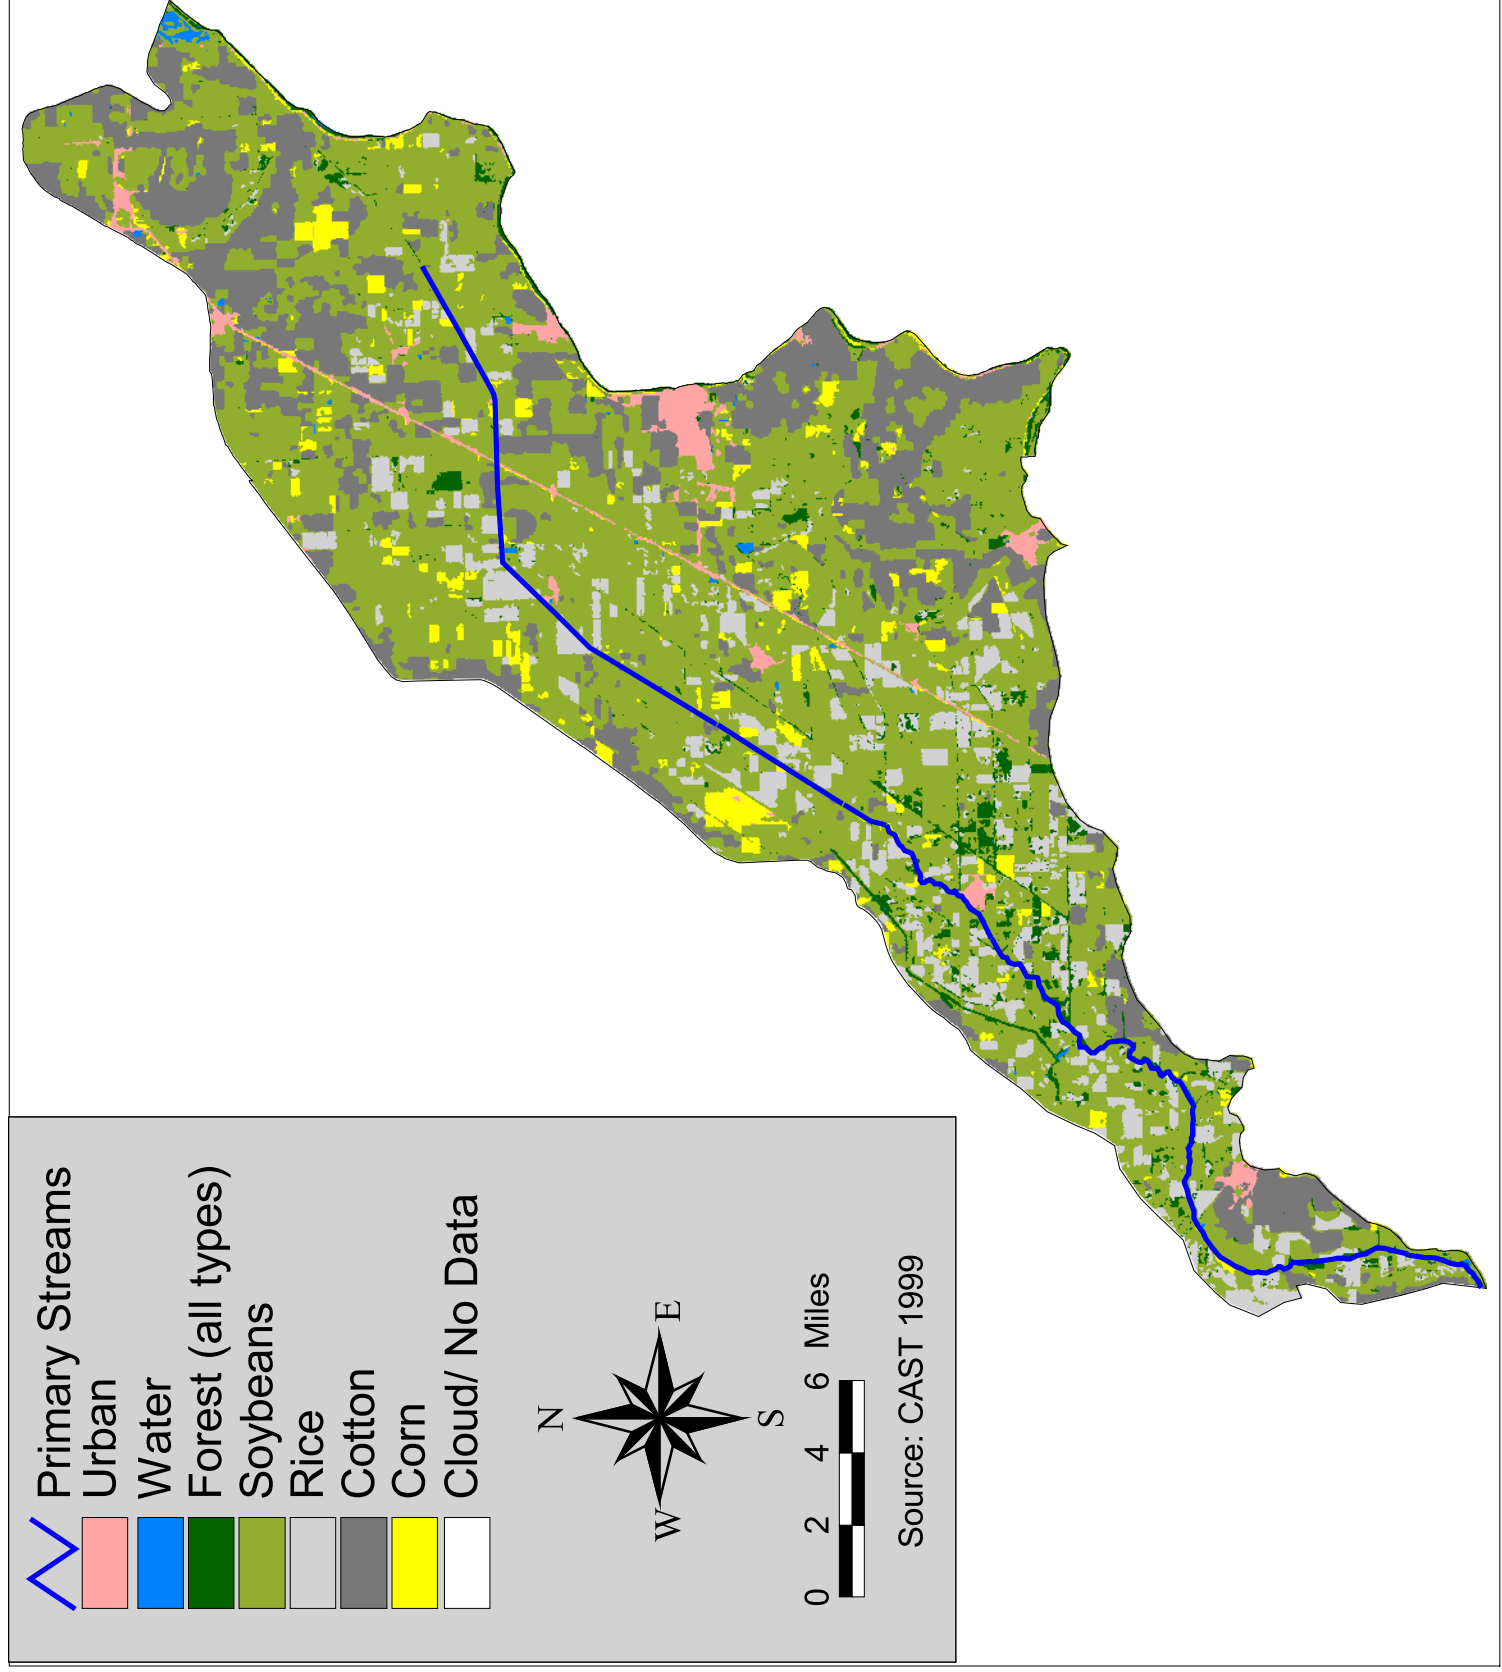 Primary Streams
Urban
Water
Forest (all types)
Soybeans
Rice
Cotton
Corn
Cloud/ No Data
N
W E
S
0 2 4 6 Miles
Source: CAST 1999